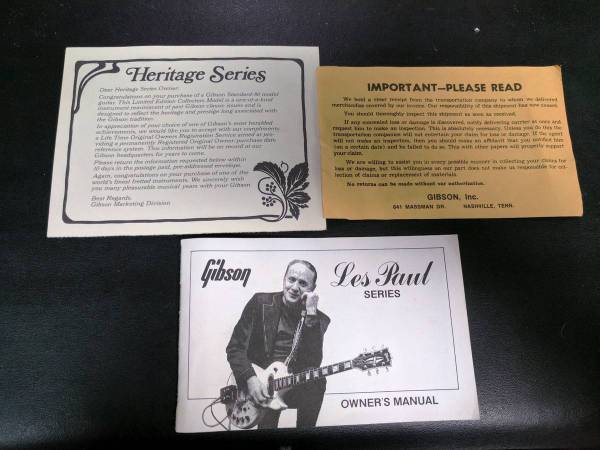 Heritage Series
Dear Heritage Series Owner:
Congratulations on your purchase of a Gibson Standard-80 model
guitar. This Limited Edition Collectors Model is a one-of-a-kind
instrument reminiscent of past Gibson classic guitars and is
designed to reflect the heritage and prestige long associated with
the Gibson tradition.
In appreciation of your choice of one of Gibson's most heralded
achievements, we would like you to accept with our compliments,
a Life Time Original Owners Registration Service aimed at pro-
viding a permanently Registered Original Owner purchase date
reference system. This information will be on record at our
Gibson headquarters for years to come.
Please return the information requested below within
10 days in the postage paid, pre-addressed envelope.
Again, congratulations on your purchase of one of the
world's finest fretted instruments. We sincerely wish
you many pleasurable musical years with your Gibson
Best Regards,
Gibson Marketing Division
IMPORTANT—PLEASE READ
We hold a clear receipt from the transportation company to whom we delivered
merchandise covered by our invoice. Our responsibility of this shipment has now ceased.
You should thoroughly inspect this shipment as soon as received.
If any concealed loss or damage is discovered, notify delivering carrier at once and
request him to make an inspection. This is absolutely necessary. Unless you do this the
transportation companies will not entertain any claim for loss or damage. If the agent
will not make an inspection, then you should make an affidavit that you notified him
(on a certain date) and he failed to do so. This with other papers will properly support
your claim.
We are willing to assist you in every possible manner in collecting your claims for
loss or damage, but this willingness on our part does not make us responsible for col-
lection of claims or replacement of materials.
No returns can be made without our authorization.
GIBSON, Inc.
641 MASSMAN DR. NASHVILLE, TENN.
Gibson
Les Paul
SERIES
OWNER'S MANUAL